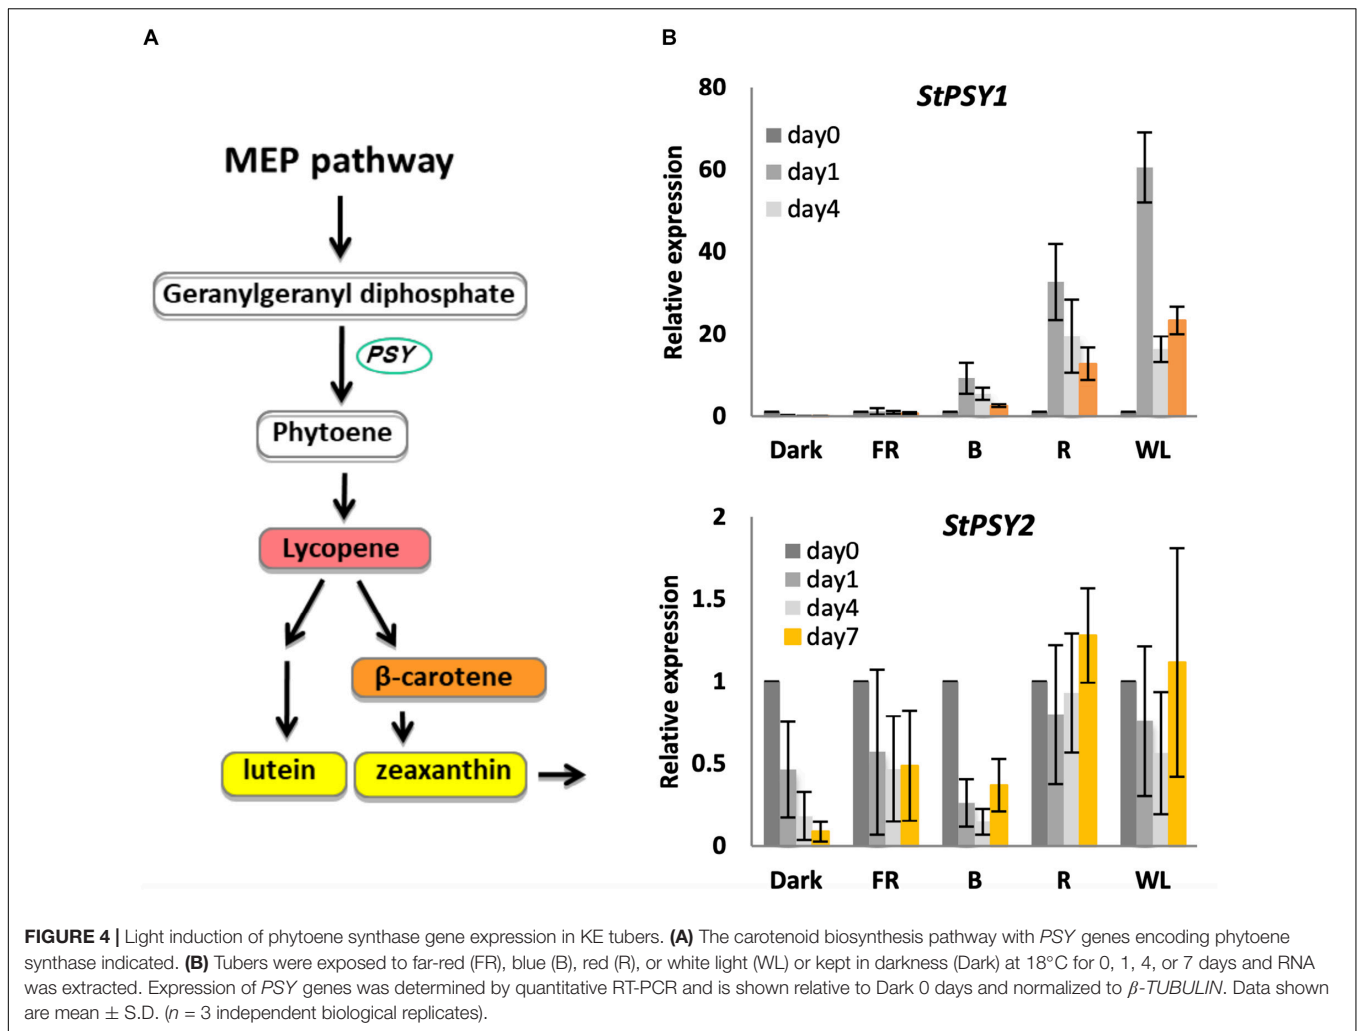 A
MEP pathway
Geranylgeranyl diphosphate
PSY
Phytoene
Lycopene
β-carotene
lutein
zeaxanthin
B
StPSY1
80
60
40
20
0
Relative expression
day0
day1
day4
Dark FR B R WL
StPSY2
2
1.5
1
0.5
0
Relative expression
day0
day1
day4
day7
Dark FR B R WL
FIGURE 4 | Light induction of phytoene synthase gene expression in KE tubers. (A) The carotenoid biosynthesis pathway with PSY genes encoding phytoene
synthase indicated. (B) Tubers were exposed to far-red (FR), blue (B), red (R), or white light (WL) or kept in darkness (Dark) at 18°C for 0, 1, 4, or 7 days and RNA
was extracted. Expression of PSY genes was determined by quantitative RT-PCR and is shown relative to Dark 0 days and normalized to β-TUBULIN. Data shown
are mean ± S.D. (n = 3 independent biological replicates).